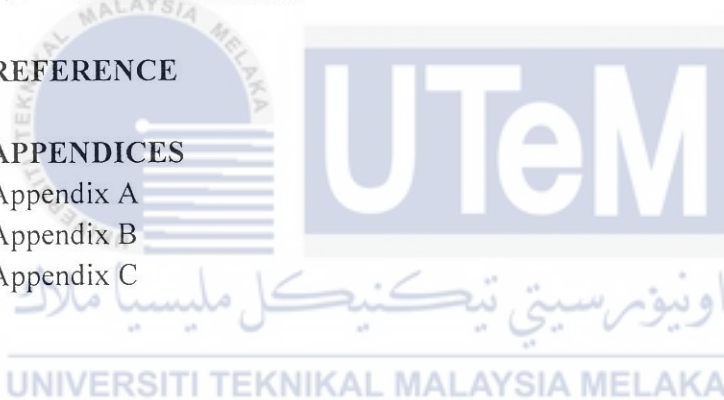 REFERENCE
APPENDICES
Appendix A
Appendix B
Appendix C
UTeM
اونيۏرسيتي تيكنيكل مليسيا ملاك
UNIVERSITI TEKNIKAL MALAYSIA MELAKA